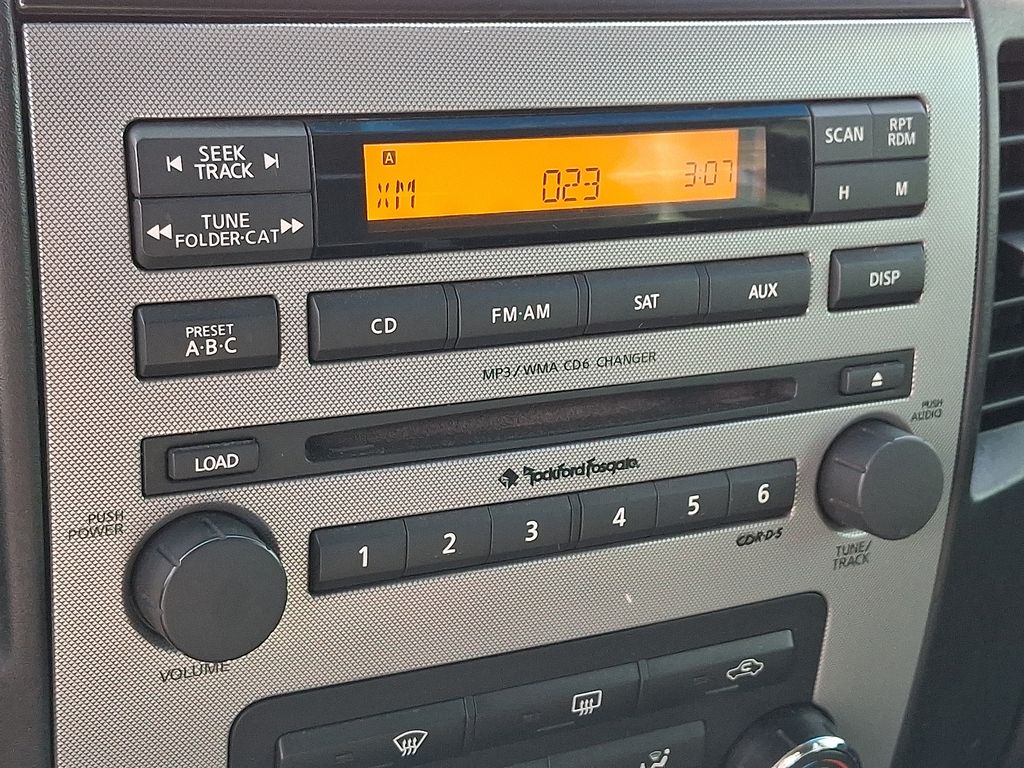 SEEK
TRACK
TUNE
FOLDER·CAT
A
XM 023 3:07
SCAN
RPT
RDM
H
M
PRESET
A·B·C
CD
FM·AM
SAT
AUX
DISP
MP3/WMA CD6 CHANGER
LOAD
Rockford Fosgate
PUSH
AUDIO
PUSH
POWER
1
2
3
4
5
6
CD·R·D·S
TUNE/
TRACK
VOLUME